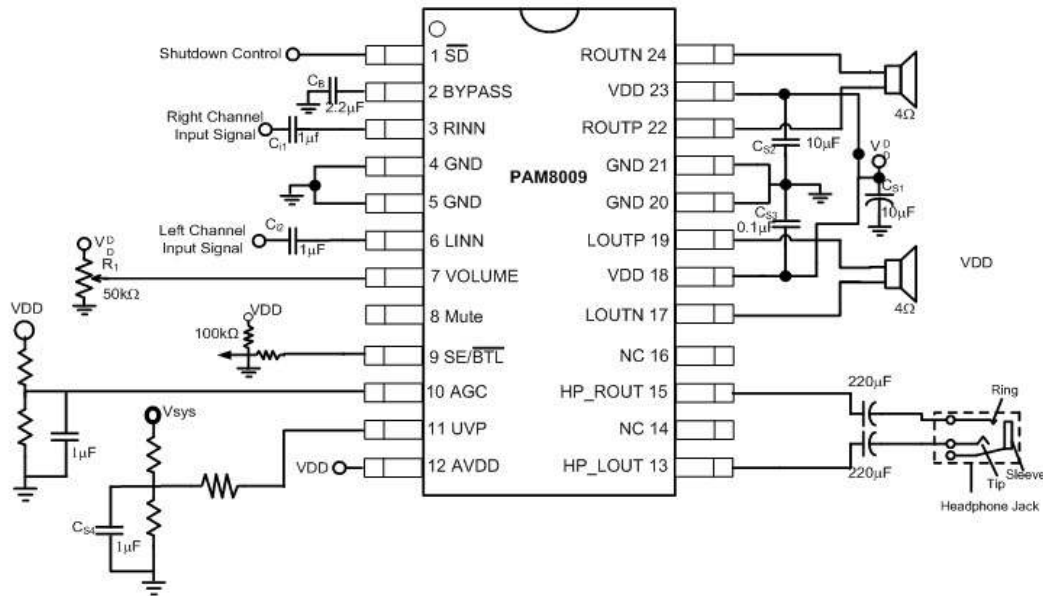 Shutdown Control
1 SD
ROUTN 24
CB
2.2µF
2 BYPASS
VDD 23
4Ω
Right Channel
Input Signal
Ci1
1µf
3 RINN
ROUTP 22
CS2
10µF
VDD
4 GND
PAM8009
GND 21
CS1
10µF
5 GND
GND 20
CS3
0.1µF
Left Channel
Input Signal
Ci2
1µF
6 LINN
LOUTP 19
VDD
R1
50kΩ
7 VOLUME
VDD 18
VDD
4Ω
VDD
VDD
100kΩ
8 Mute
LOUTN 17
9 SE/BTL
NC 16
10 AGC
HP_ROUT 15
220µF
Ring
1µF
Vsys
11 UVP
NC 14
VDD
12 AVDD
HP_LOUT 13
220µF
Tip
Sleeve
Headphone Jack
CS4
1µF